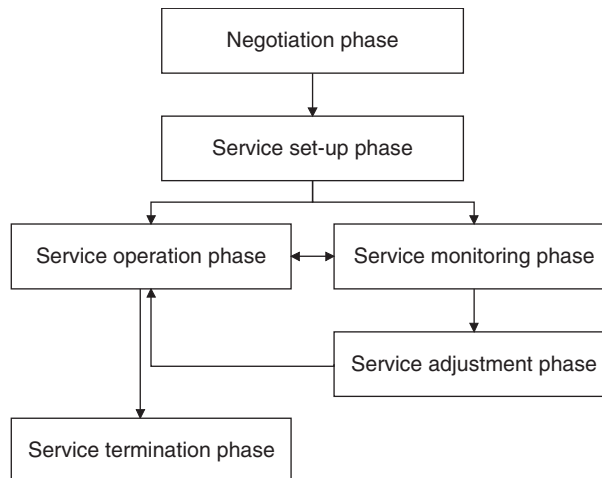 Negotiation phase
Service set-up phase
Service operation phase
Service monitoring phase
Service adjustment phase
Service termination phase